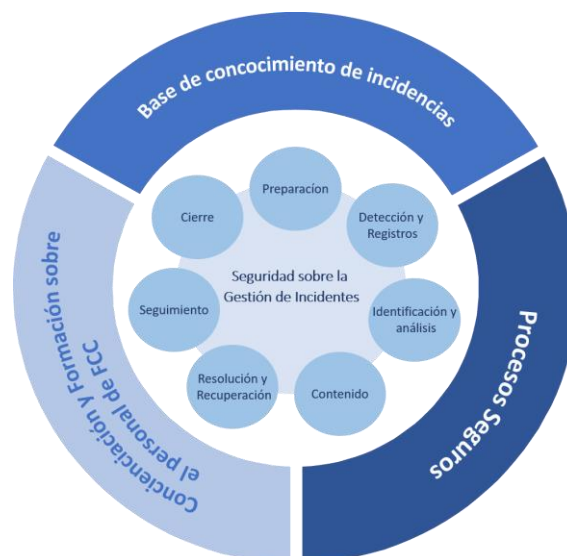 Base de concocimiento de incidencias
Preparacíon
Cierre
Detección y
Registros
Seguridad sobre la
Gestión de Incidentes
Seguimiento
Identificación y
análisis
Resolución y
Recuperación
Contenido
Procesos Seguros
Concienciación y Formación sobre
el personal de FCC